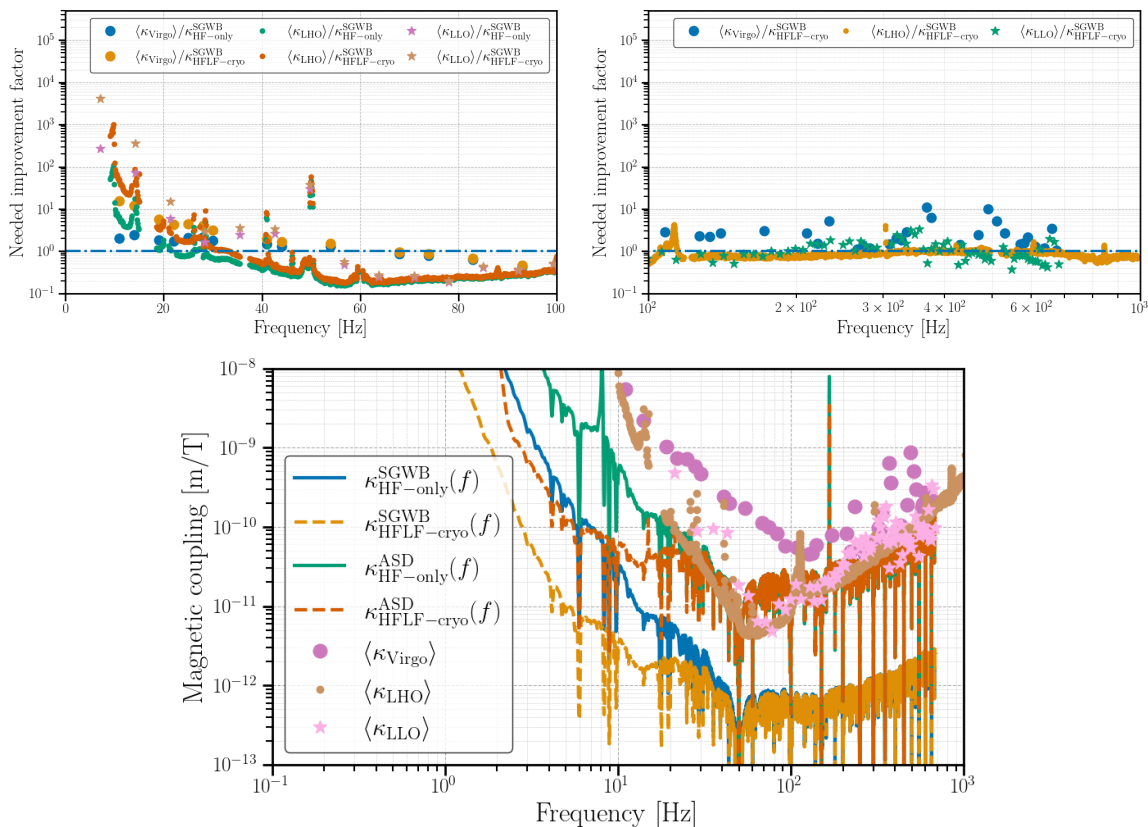 ⟨κ_Virgo⟩/κ^SGWB_HF−only ⟨κ_LHO⟩/κ^SGWB_HF−only ⟨κ_LLO⟩/κ^SGWB_HF−only
⟨κ_Virgo⟩/κ^SGWB_HFLF−cryo ⟨κ_LHO⟩/κ^SGWB_HFLF−cryo ⟨κ_LLO⟩/κ^SGWB_HFLF−cryo
10^5
10^4
10^3
10^2
10^1
10^0
10^−1
Needed improvement factor
0 20 40 60 80 100
Frequency [Hz]
⟨κ_Virgo⟩/κ^SGWB_HFLF−cryo ⟨κ_LHO⟩/κ^SGWB_HFLF−cryo ⟨κ_LLO⟩/κ^SGWB_HFLF−cryo
10^5
10^4
10^3
10^2
10^1
10^0
10^−1
Needed improvement factor
10^2 2 × 10^2 3 × 10^2 4 × 10^2 6 × 10^2 10^3
Frequency [Hz]
10^−8
10^−9
10^−10
10^−11
10^−12
10^−13
Magnetic coupling [m/T]
κ^SGWB_HF−only(f)
κ^SGWB_HFLF−cryo(f)
κ^ASD_HF−only(f)
κ^ASD_HFLF−cryo(f)
⟨κ_Virgo⟩
⟨κ_LHO⟩
⟨κ_LLO⟩
10^−1 10^0 10^1 10^2 10^3
Frequency [Hz]